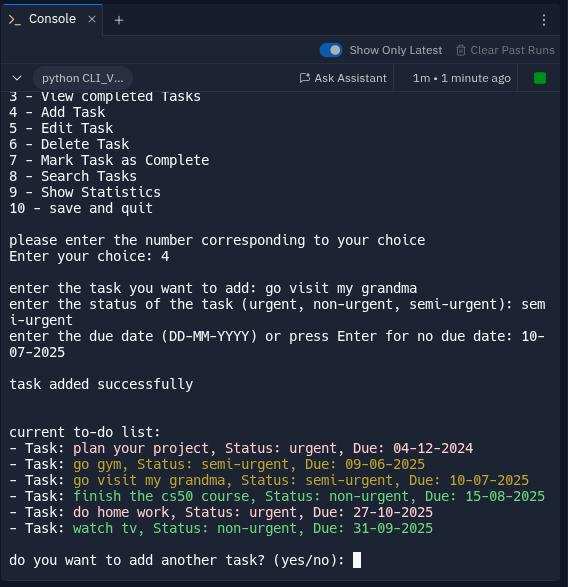 Console
Show Only Latest Clear Past Runs
python CLI_V... Ask Assistant 1m • 1 minute ago
3 - View completed Tasks
4 - Add Task
5 - Edit Task
6 - Delete Task
7 - Mark Task as Complete
8 - Search Tasks
9 - Show Statistics
10 - save and quit
please enter the number corresponding to your choice
Enter your choice: 4
enter the task you want to add: go visit my grandma
enter the status of the task (urgent, non-urgent, semi-urgent): sem
i-urgent
enter the due date (DD-MM-YYYY) or press Enter for no due date: 10-
07-2025
task added successfully
current to-do list:
- Task: plan your project, Status: urgent, Due: 04-12-2024
- Task: go gym, Status: semi-urgent, Due: 09-06-2025
- Task: go visit my grandma, Status: semi-urgent, Due: 10-07-2025
- Task: finish the cs50 course, Status: non-urgent, Due: 15-08-2025
- Task: do home work, Status: urgent, Due: 27-10-2025
- Task: watch tv, Status: non-urgent, Due: 31-09-2025
do you want to add another task? (yes/no):